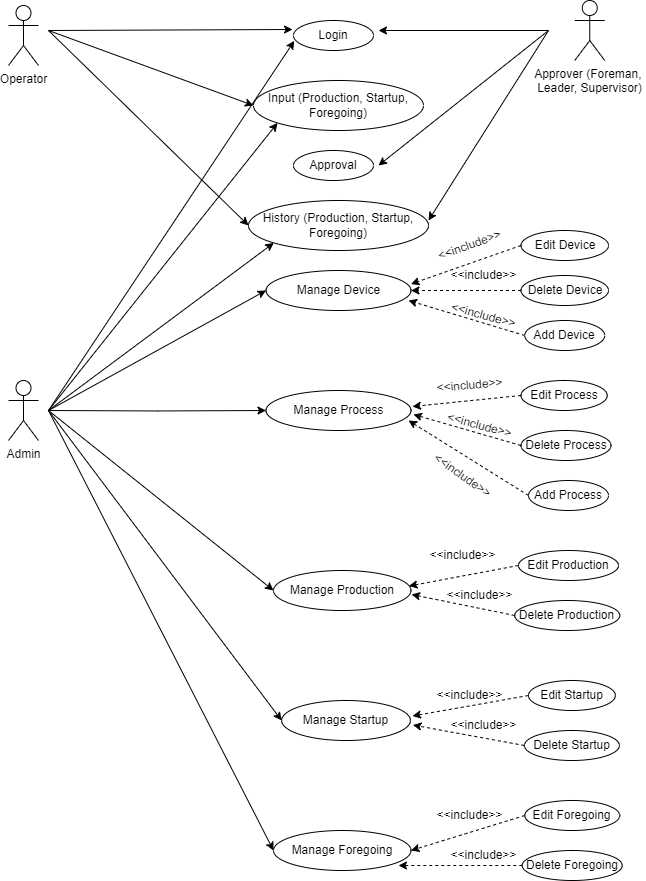 Login
Operator
Approver (Foreman,
Leader, Supervisor)
Input (Production, Startup,
Foregoing)
Approval
History (Production, Startup,
Foregoing)
<<include>>
Edit Device
<<include>>
Manage Device
Delete Device
<<include>>
Add Device
<<include>>
Edit Process
Manage Process
<<include>>
Delete Process
Admin
<<include>>
Add Process
<<include>>
Edit Production
Manage Production
<<include>>
Delete Production
<<include>>
Edit Startup
Manage Startup
<<include>>
Delete Startup
<<include>>
Edit Foregoing
Manage Foregoing
<<include>>
Delete Foregoing